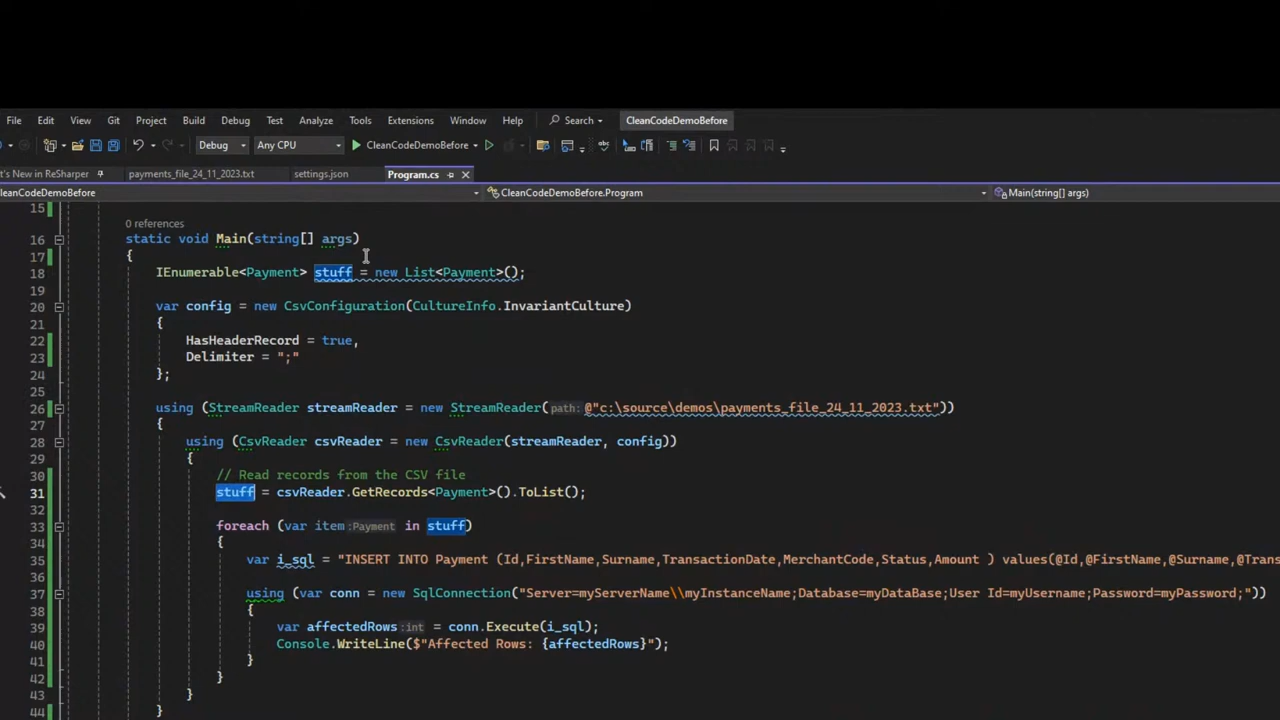 File Edit View Git Project Build Debug Test Analyze Tools Extensions Window Help Search CleanCodeDemoBefore
Debug Any CPU CleanCodeDemoBefore
t's New in ReSharper payments_file_24_11_2023.txt settings.json Program.cs
CleanCodeDemoBefore CleanCodeDemoBefore.Program Main(string[] args)
15
0 references
16 static void Main(string[] args)
17 {
18 IEnumerable<Payment> stuff = new List<Payment>();
19
20 var config = new CsvConfiguration(CultureInfo.InvariantCulture)
21 {
22 HasHeaderRecord = true,
23 Delimiter = ";"
24 };
25
26 using (StreamReader streamReader = new StreamReader(path:@"c:\source\demos\payments_file_24_11_2023.txt"))
27 {
28 using (CsvReader csvReader = new CsvReader(streamReader, config))
29 {
30 // Read records from the CSV file
31 stuff = csvReader.GetRecords<Payment>().ToList();
32
33 foreach (var item:Payment in stuff)
34 {
35 var i_sql = "INSERT INTO Payment (Id,FirstName,Surname,TransactionDate,MerchantCode,Status,Amount ) values(@Id,@FirstName,@Surname,@Trans
36
37 using (var conn = new SqlConnection("Server=myServerName\\myInstanceName;Database=myDataBase;User Id=myUsername;Password=myPassword;"))
38 {
39 var affectedRows:int = conn.Execute(i_sql);
40 Console.WriteLine($"Affected Rows: {affectedRows}");
41 }
42 }
43 }
44 }